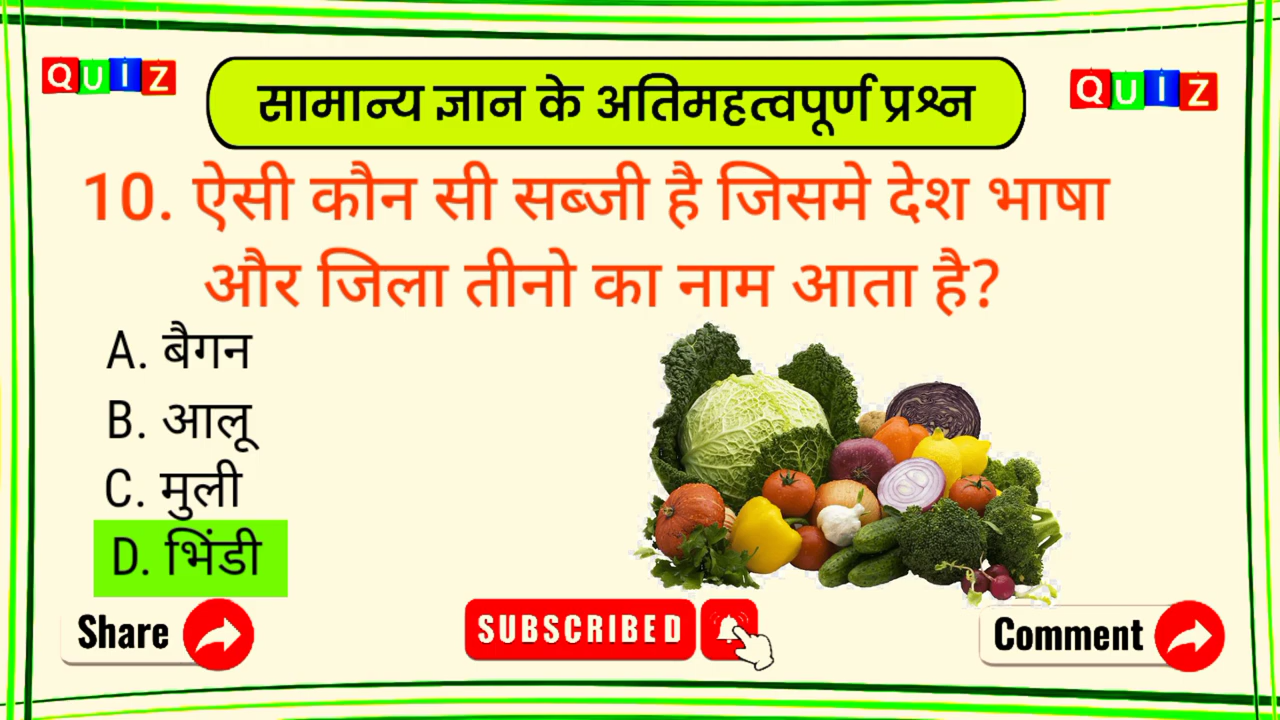 QUIZ
सामान्य ज्ञान के अतिमहत्वपूर्ण प्रश्न
QUIZ
10. ऐसी कौन सी सब्जी है जिसमे देश भाषा
और जिला तीनो का नाम आता है?
A. बैगन
B. आलू
C. मुली
D. भिंडी
Share
SUBSCRIBED
Comment